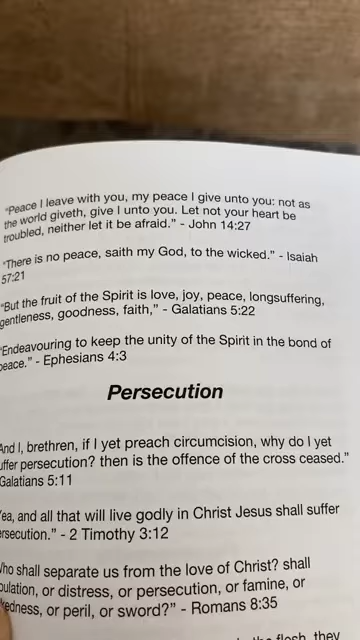 "Peace I leave with you, my peace I give unto you: not as
the world giveth, give I unto you. Let not your heart be
troubled, neither let it be afraid." - John 14:27
"There is no peace, saith my God, to the wicked." - Isaiah
57:21
"But the fruit of the Spirit is love, joy, peace, longsuffering,
gentleness, goodness, faith," - Galatians 5:22
"Endeavouring to keep the unity of the Spirit in the bond of
peace." - Ephesians 4:3
Persecution
And I, brethren, if I yet preach circumcision, why do I yet
uffer persecution? then is the offence of the cross ceased."
Galatians 5:11
Yea, and all that will live godly in Christ Jesus shall suffer
ersecution." - 2 Timothy 3:12
Who shall separate us from the love of Christ? shall
bulation, or distress, or persecution, or famine, or
kedness, or peril, or sword?" - Romans 8:35
the flesh, they